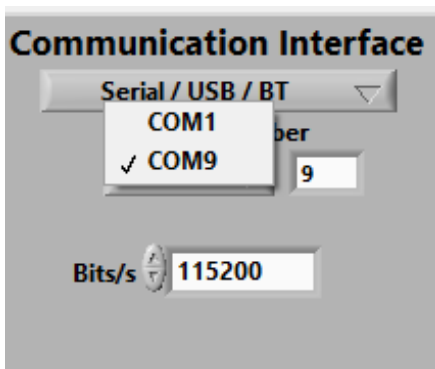 Communication Interface
Serial / USB / BT
COM1
ber
✓ COM9
9
Bits/s 115200